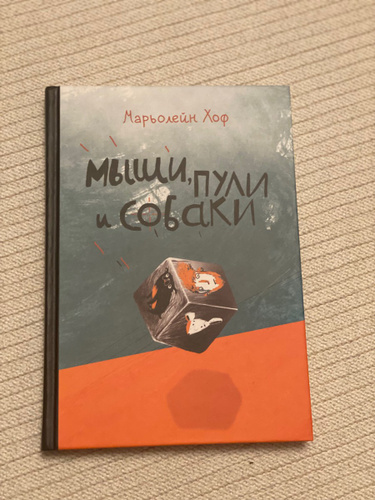 Марьолейн Хоф
мыши, пули
и собаки